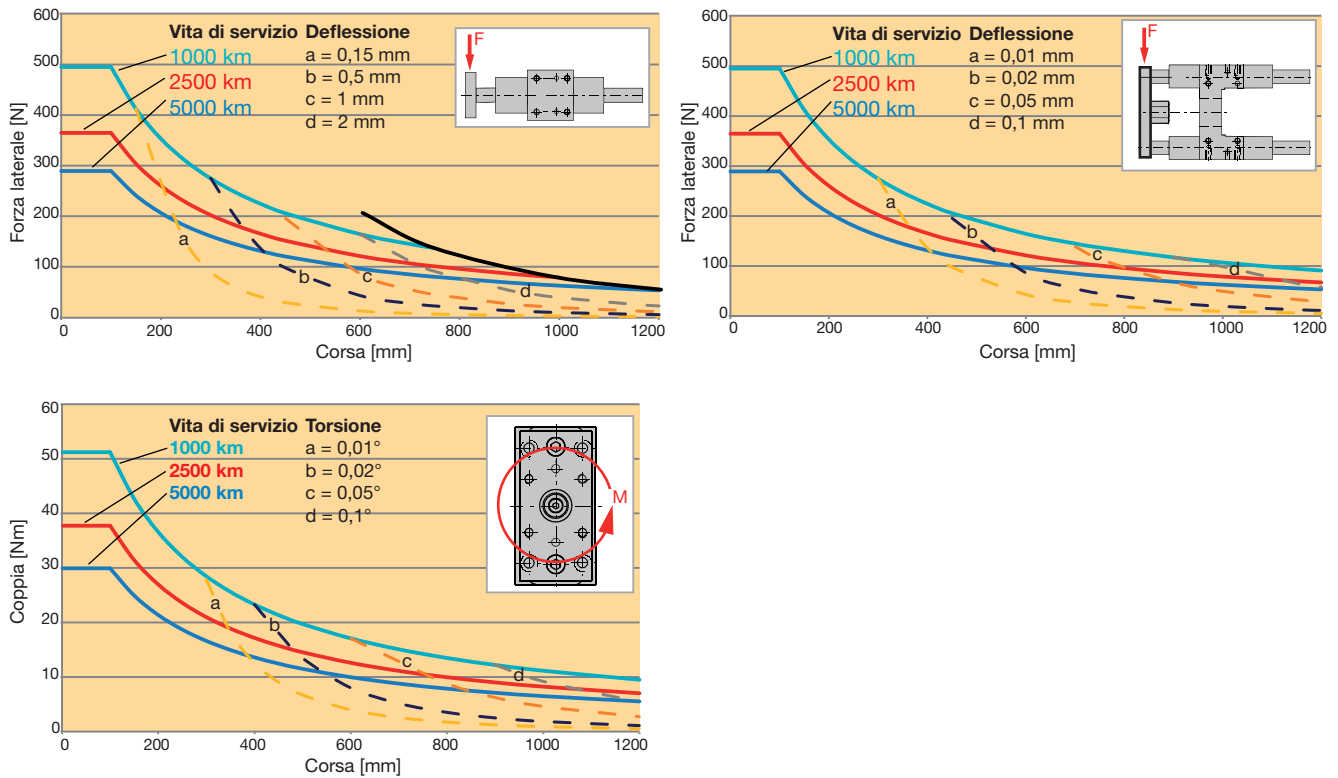 600
500
400
300
200
100
0
Forza laterale [N]
Vita di servizio Deflessione
1000 km
2500 km
5000 km
a = 0,15 mm
b = 0,5 mm
c = 1 mm
d = 2 mm
F
a
b
c
d
0 200 400 600 800 1000 1200
Corsa [mm]
600
500
400
300
200
100
0
Forza laterale [N]
Vita di servizio Deflessione
1000 km
2500 km
5000 km
a = 0,01 mm
b = 0,02 mm
c = 0,05 mm
d = 0,1 mm
F
a
b
c
d
0 200 400 600 800 1000 1200
Corsa [mm]
60
50
40
30
20
10
0
Coppia [Nm]
Vita di servizio Torsione
1000 km
2500 km
5000 km
a = 0,01°
b = 0,02°
c = 0,05°
d = 0,1°
M
a
b
c
d
0 200 400 600 800 1000 1200
Corsa [mm]